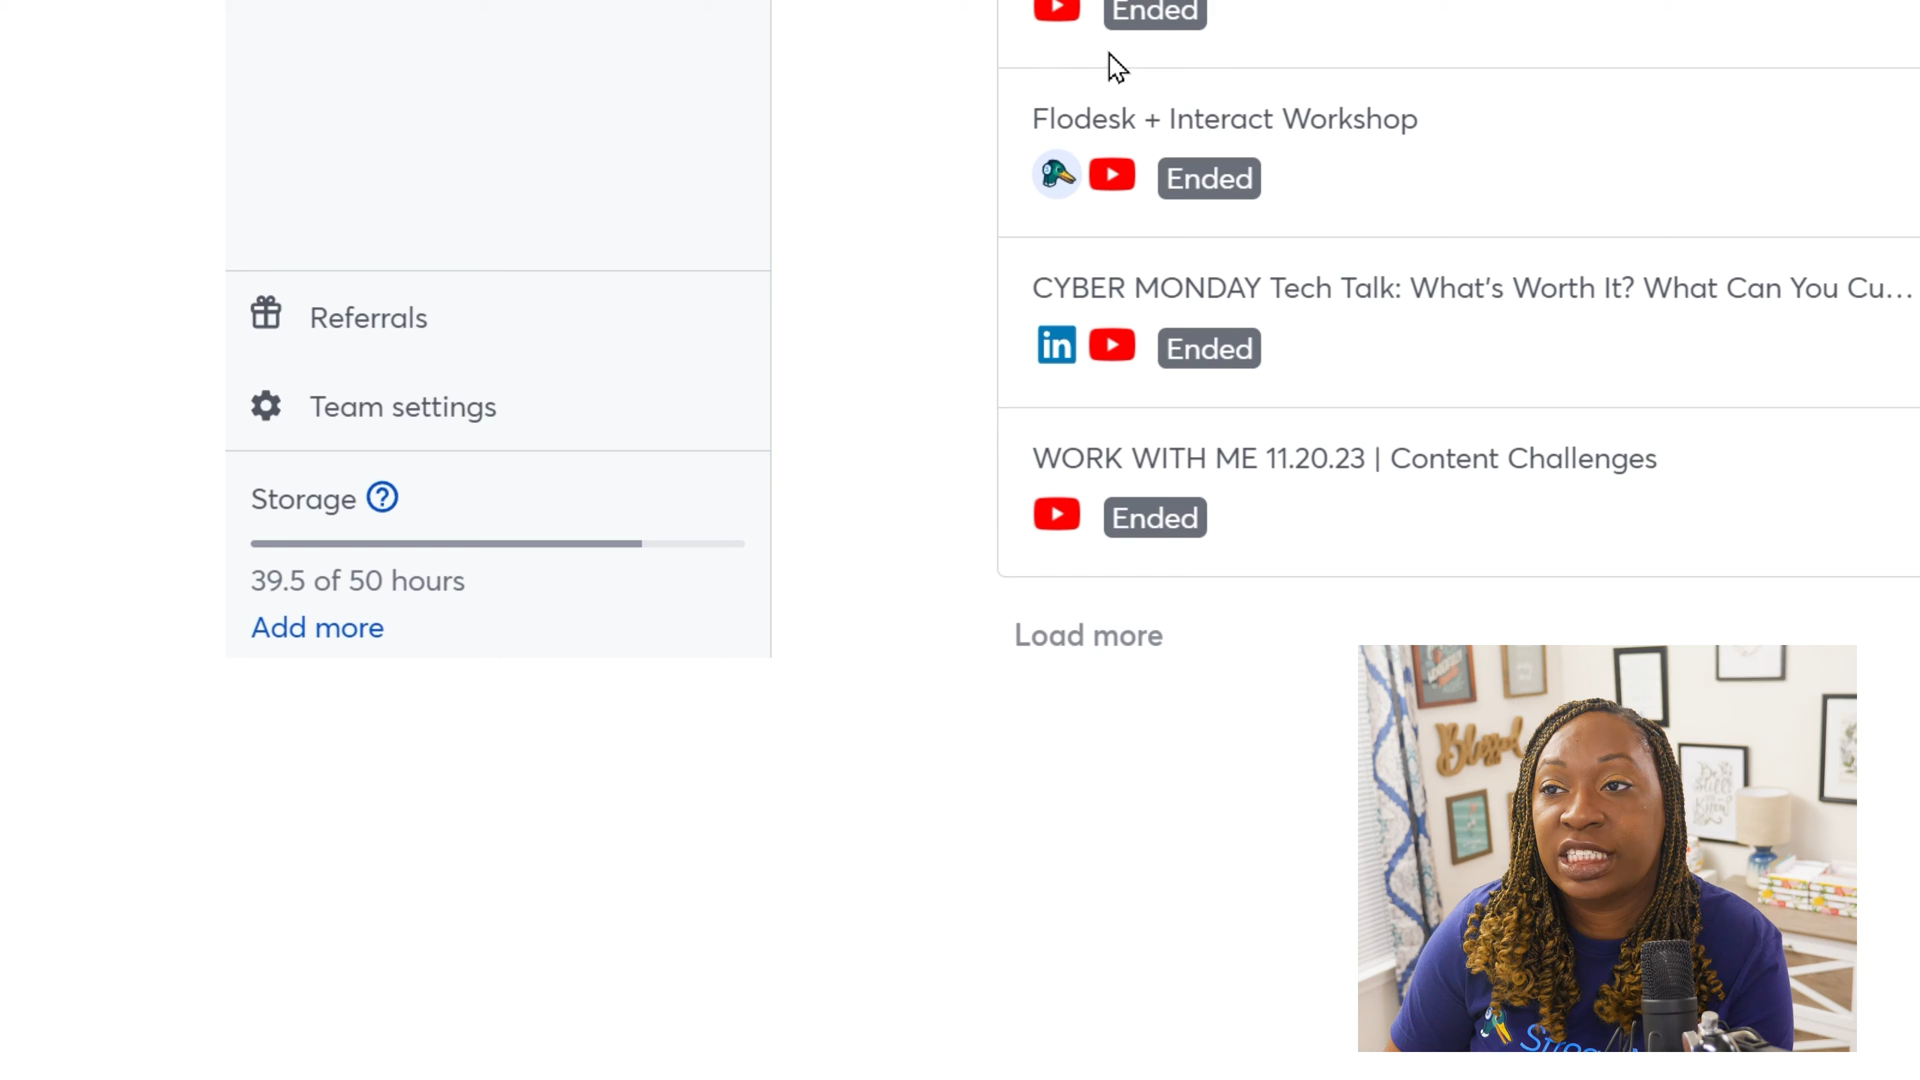 Ended
Flodesk + Interact Workshop
Ended
CYBER MONDAY Tech Talk: What's Worth It? What Can You Cu...
in
Ended
WORK WITH ME 11.20.23 | Content Challenges
Ended
Load more
Referrals
Team settings
Storage ?
39.5 of 50 hours
Add more
Blessed